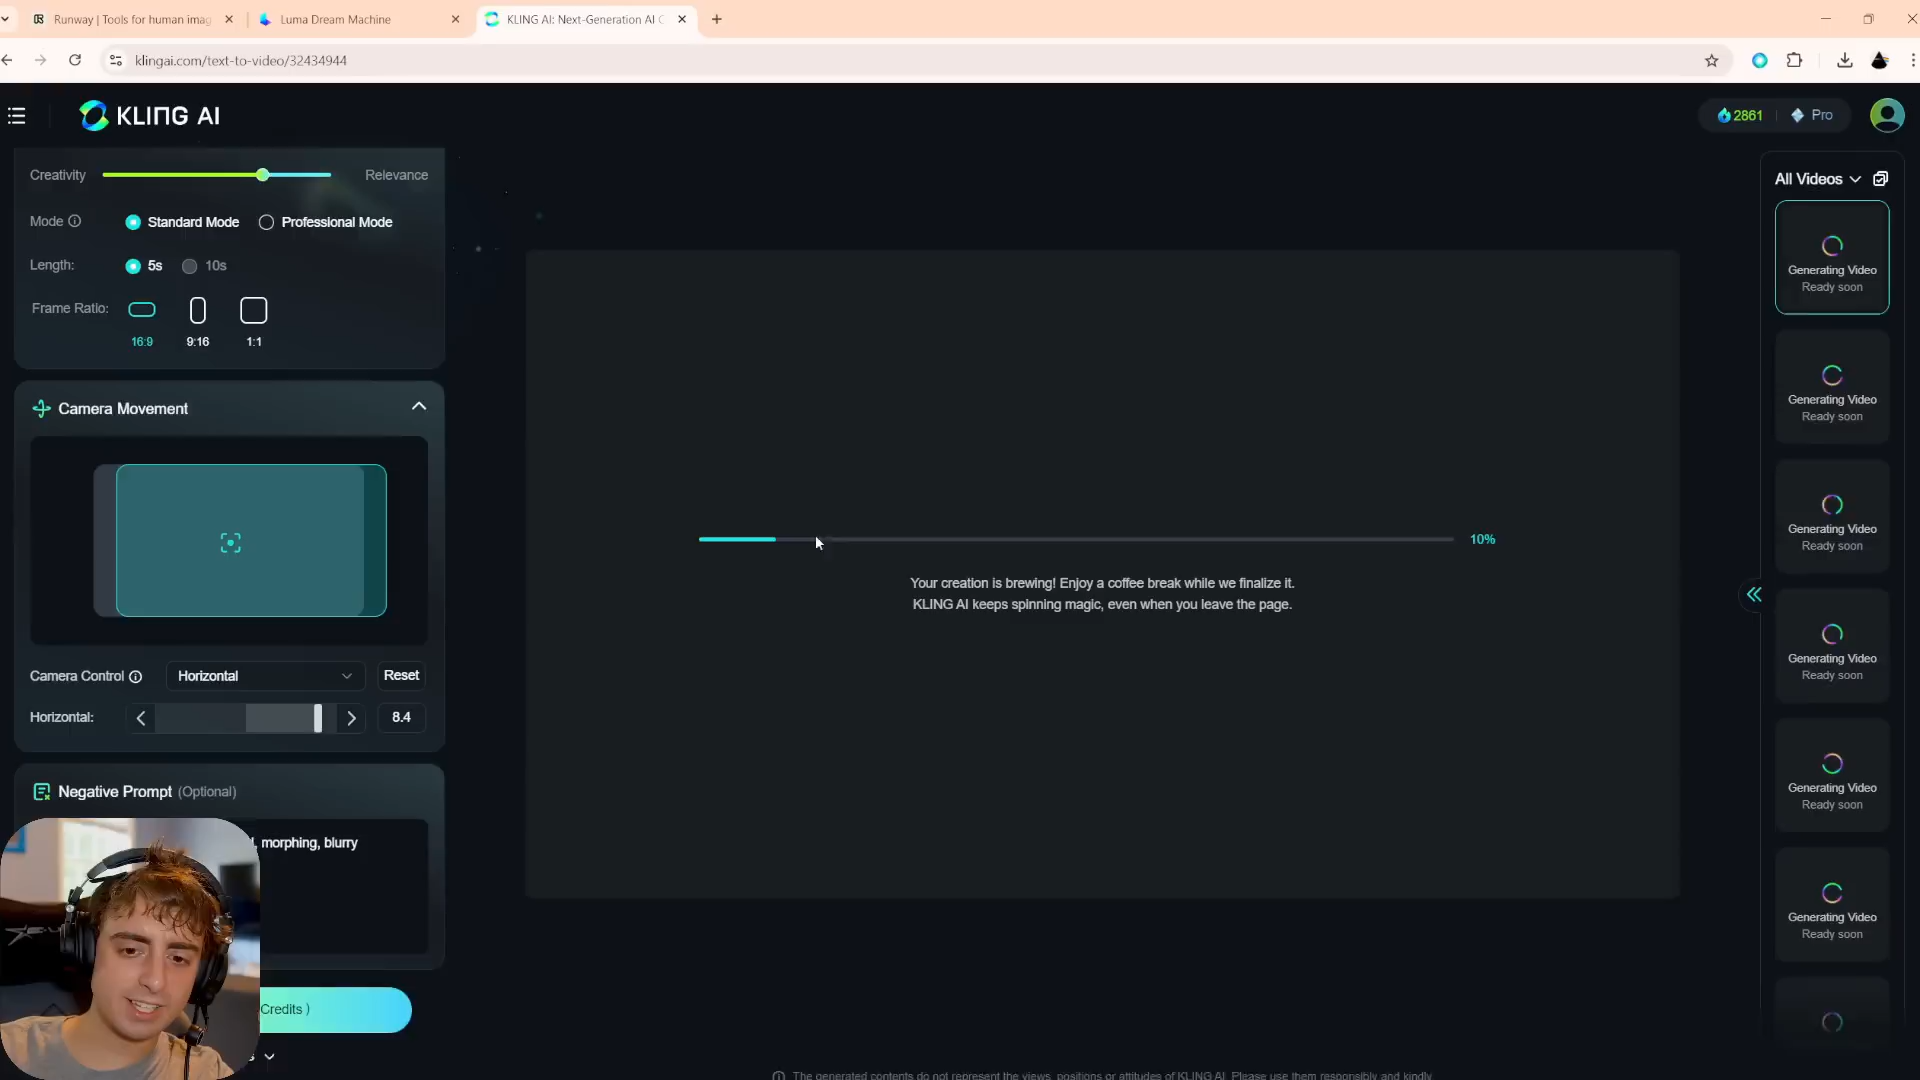 Runway | Tools for human imag
Luma Dream Machine
KLING AI: Next-Generation AI C
klingai.com/text-to-video/32434944
KLING AI
2861
Pro
Creativity
Relevance
Mode
Standard Mode
Professional Mode
Length:
5s
10s
Frame Ratio:
16:9
9:16
1:1
Camera Movement
Camera Control
Horizontal
Reset
Horizontal:
8.4
Negative Prompt (Optional)
, morphing, blurry
Credits )
10%
Your creation is brewing! Enjoy a coffee break while we finalize it.
KLING AI keeps spinning magic, even when you leave the page.
All Videos
Generating Video
Ready soon
Generating Video
Ready soon
Generating Video
Ready soon
Generating Video
Ready soon
Generating Video
Ready soon
Generating Video
Ready soon
The generated contents do not represent the views, positions or attitudes of KLING AI. Please use them responsibly and kindly.